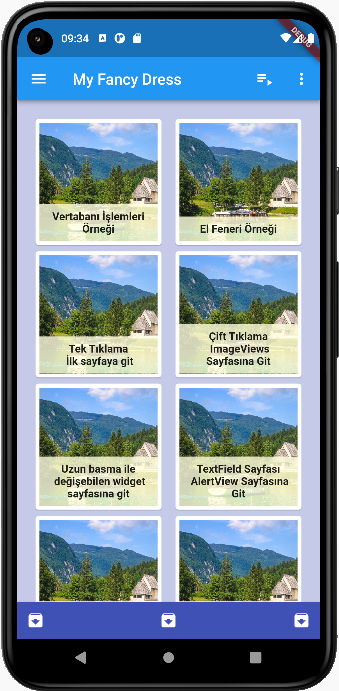 09:34
DEBUG
My Fancy Dress
Vertabanı İşlemleri
Örneği
El Feneri Örneği
Tek Tıklama
İlk sayfaya git
Çift Tıklama
ImageViews
Sayfasına Git
Uzun basma ile
değişebilen widget
sayfasına git
TextField Sayfası
AlertView Sayfasına
Git